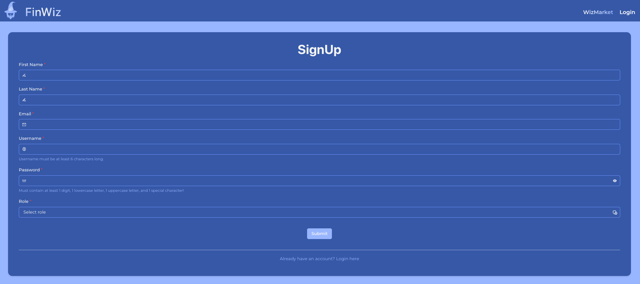 FinWiz
WizMarket Login
SignUp
First Name *
Last Name *
Email *
Username *
Username must be at least 6 characters long.
Password *
Must contain at least 1 digit, 1 lowercase letter, 1 uppercase letter, and 1 special character!
Role *
Select role
Submit
Already have an account? Login here